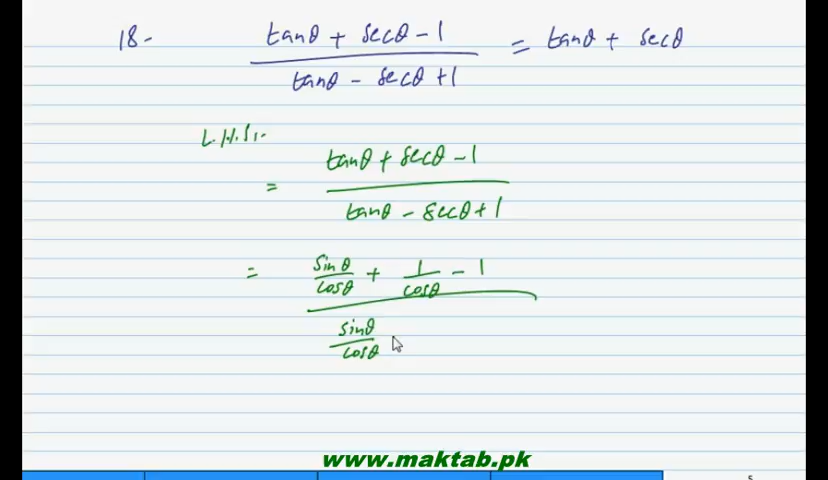 18- (tanθ + secθ - 1)/(tanθ - secθ + 1) = tanθ + secθ
L.H.S:-
= (tanθ + secθ - 1)/(tanθ - secθ + 1)
= (sinθ/cosθ + 1/cosθ - 1)/(sinθ/cosθ
www.maktab.pk
5